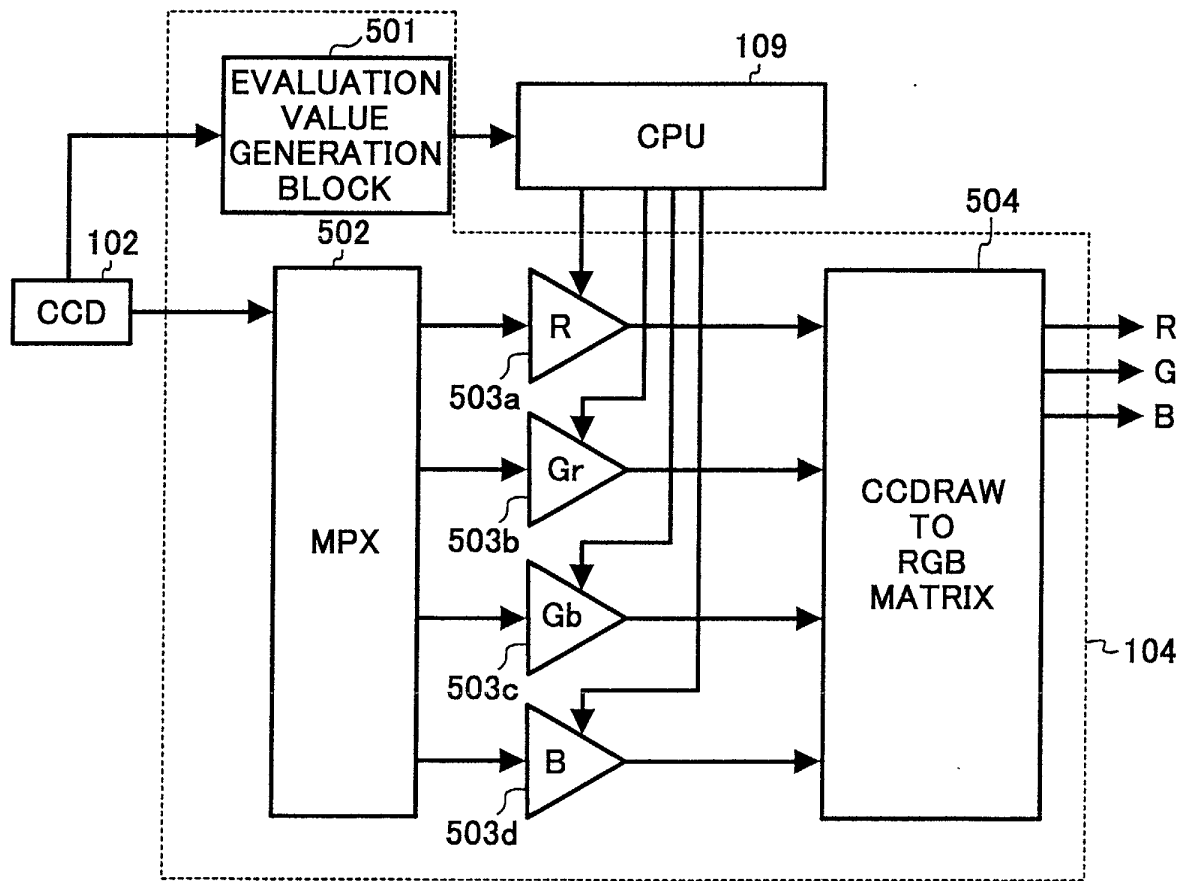 501
EVALUATION
VALUE
GENERATION
BLOCK
109
CPU
504
102
CCD
502
MPX
R
503a
Gr
503b
Gb
503c
B
503d
CCDRAW
TO
RGB
MATRIX
R
G
B
104